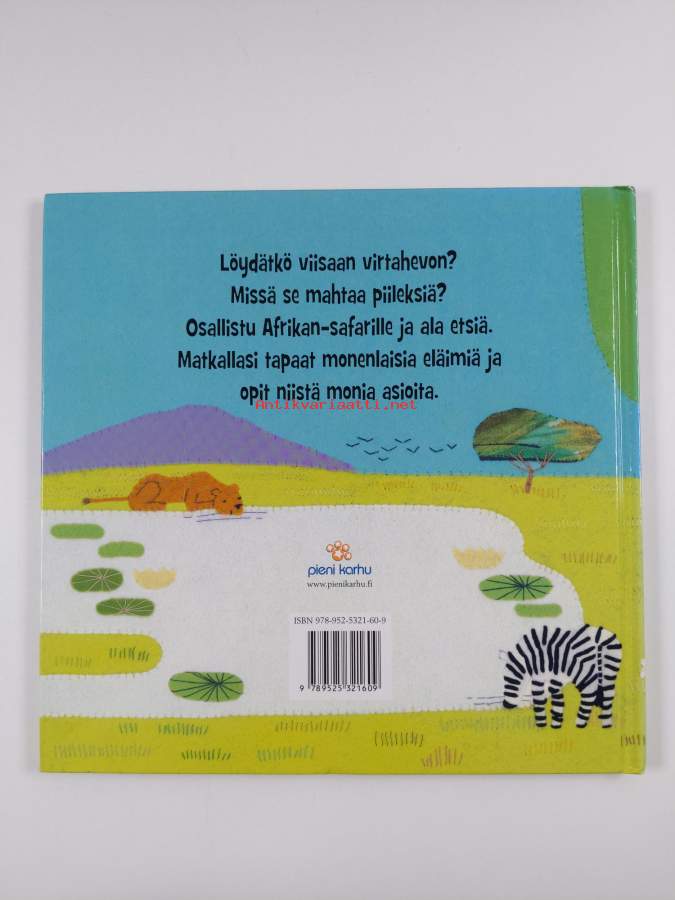 Löydätkö viisaan virtahevon?
Missä se mahtaa piileksiä?
Osallistu Afrikan-safarille ja ala etsiä.
Matkallasi tapaat monenlaisia eläimiä ja
opit niistä monia asioita.
Antikvariaatti.net
pieni karhu
www.pienikarhu.fi
ISBN 978-952-5321-60-9
9 789525 321609